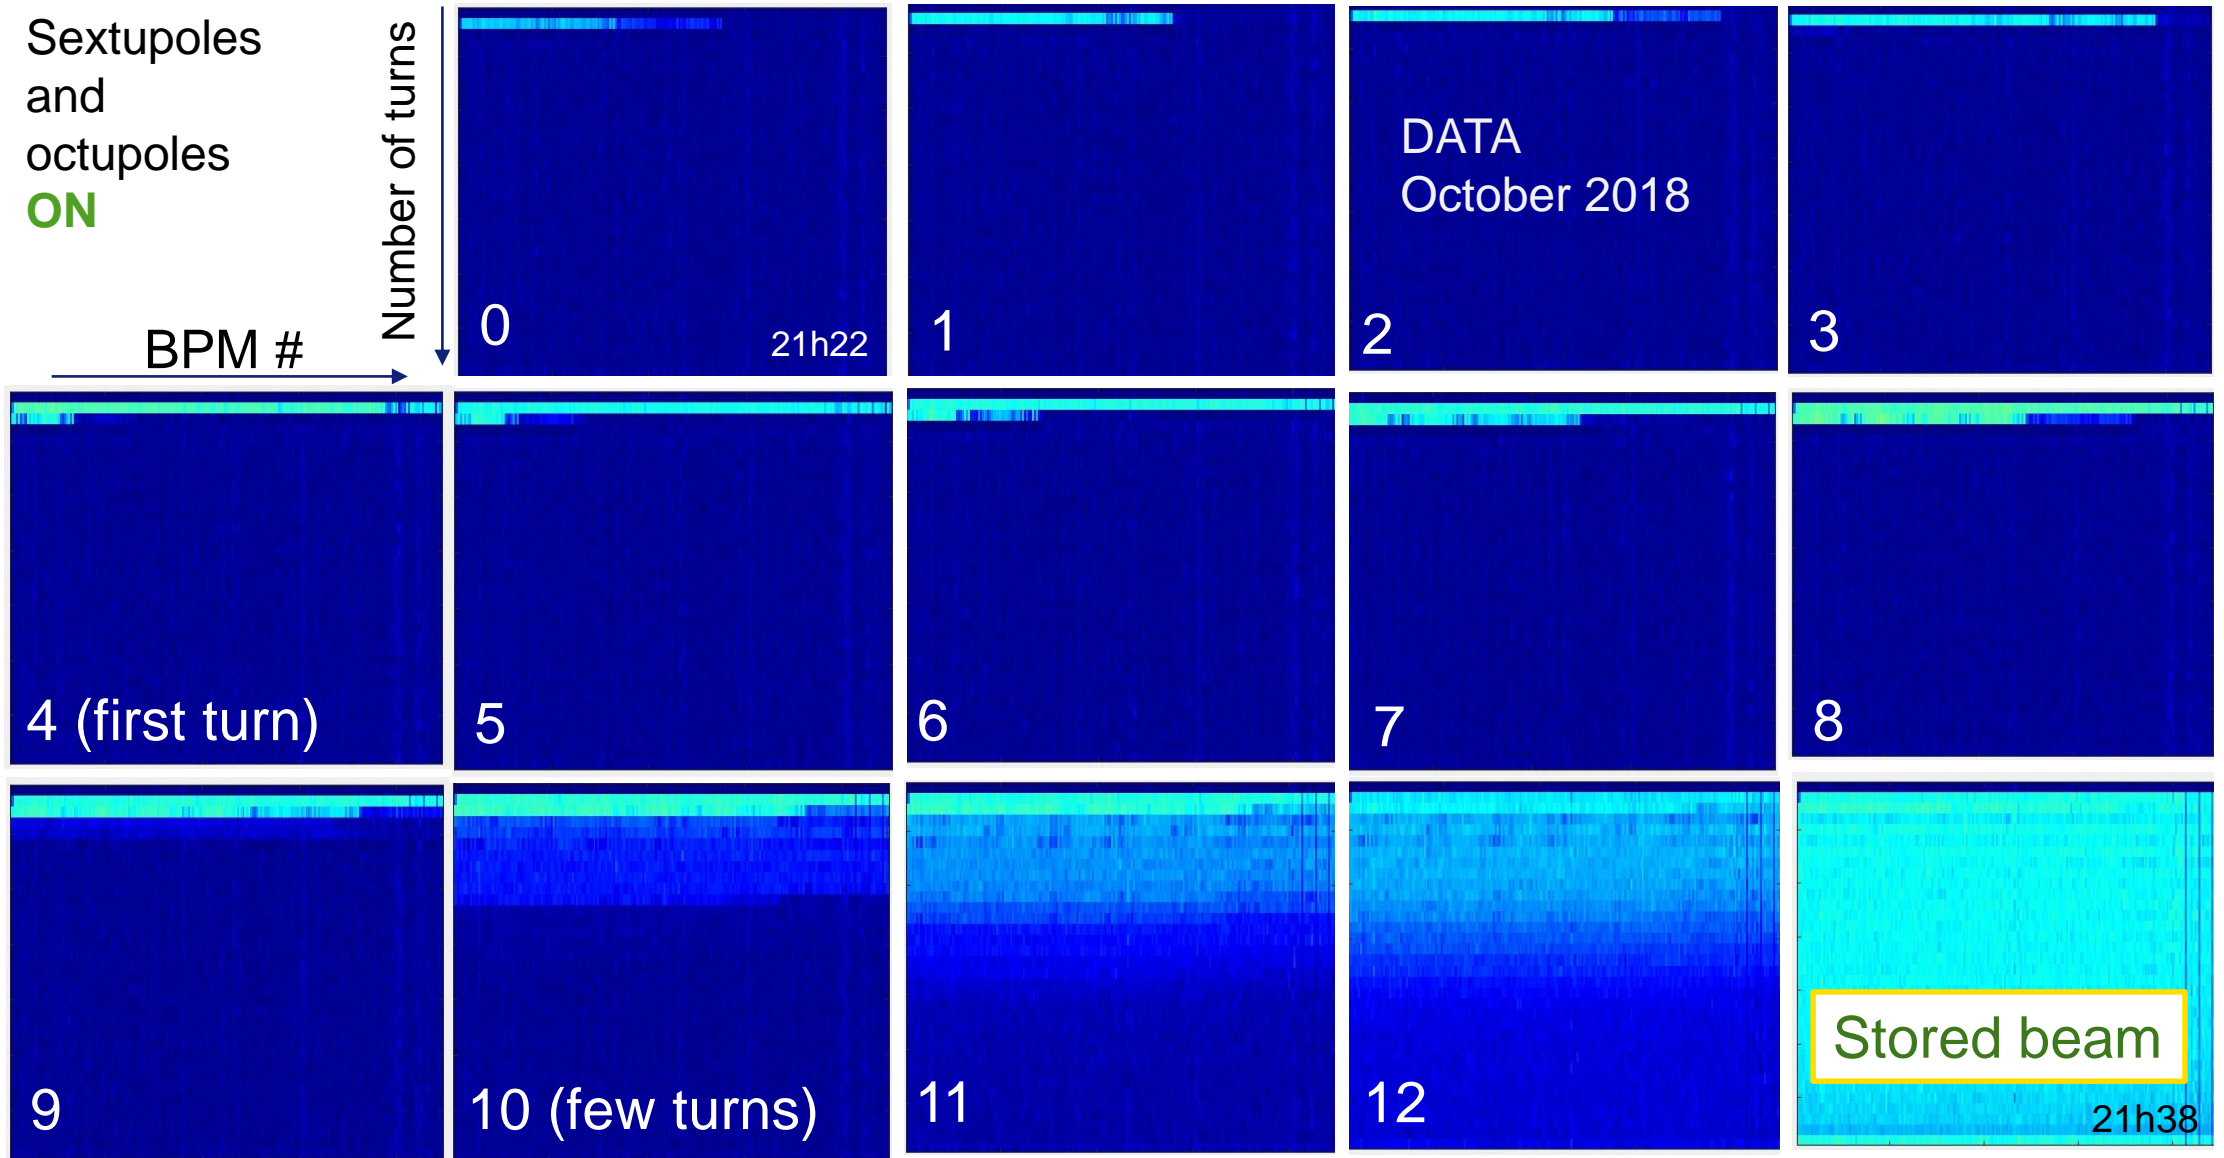 Sextupoles
and
octupoles
ON
Number of turns
BPM #
0
21h22
1
DATA
October 2018
2
3
4 (first turn)
5
6
7
8
9
10 (few turns)
11
12
Stored beam
21h38